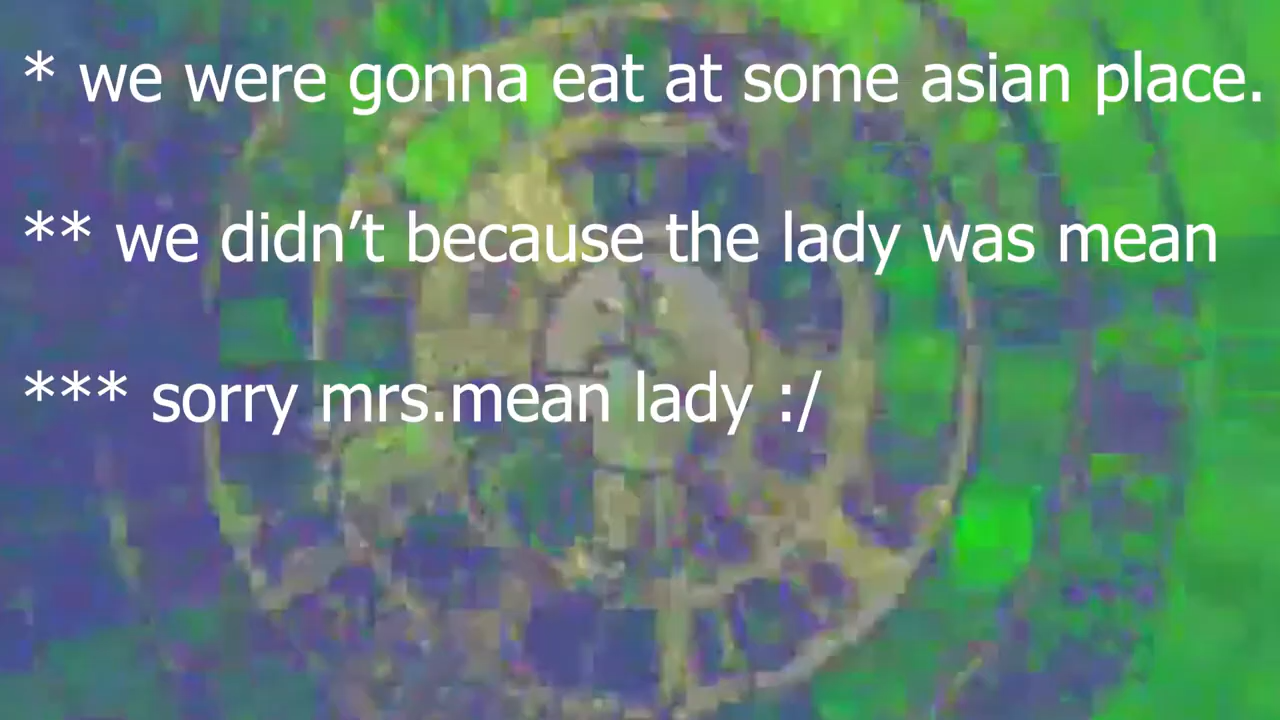 * we were gonna eat at some asian place.
** we didn’t because the lady was mean
*** sorry mrs.mean lady :/